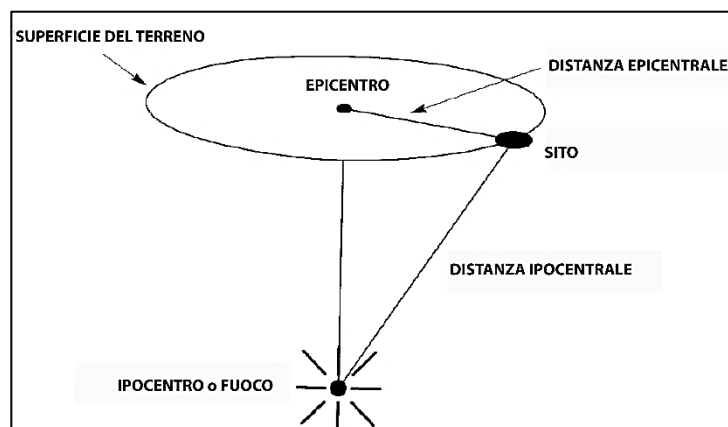 SUPERFICIE DEL TERRENO
EPICENTRO
DISTANZA EPICENTRALE
SITO
DISTANZA IPOCENTRALE
IPOCENTRO o FUOCO